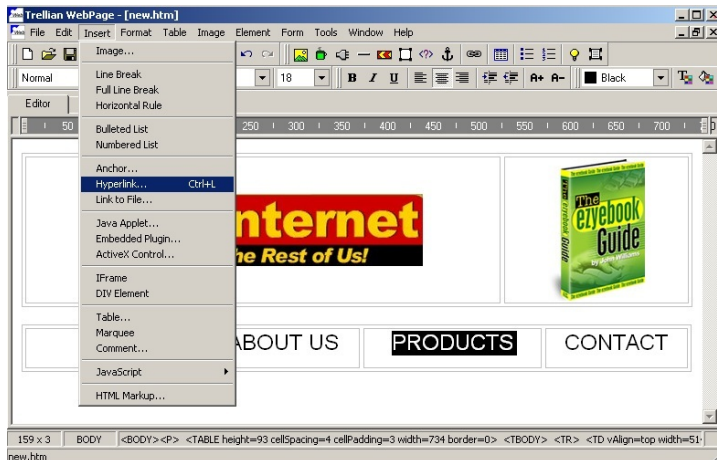 Trellian WebPage - [new.htm]
File Edit Insert Format Table Image Element Form Tools Window Help
Normal 18 B I U A+ A- Black
Editor
50 250 300 350 400 450 500 550 600 650 700
Image...
Line Break
Full Line Break
Horizontal Rule
Bulleted List
Numbered List
Anchor...
Hyperlink... Ctrl+L
Link to File...
Java Applet...
Embedded Plugin...
ActiveX Control...
IFrame
DIV Element
Table...
Marquee
Comment...
JavaScript
HTML Markup...
nternet
he Rest of Us!
The
ezyebook
Guide
by John Williams
ABOUT US PRODUCTS CONTACT
159 x 3 BODY <BODY><P> <TABLE height=93 cellSpacing=4 cellPadding=3 width=734 border=0> <TBODY> <TR> <TD vAlign=top width=51
new.htm